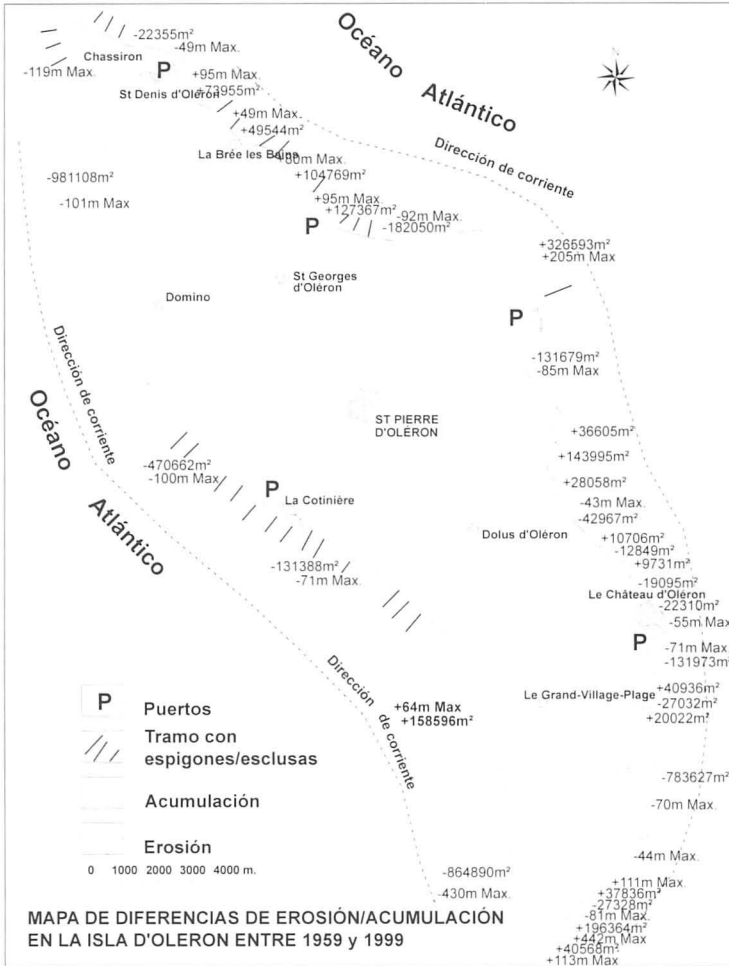 -22355m²
-49m Max.
Chassiron
-119m Max.
P
+95m Max.
+73955m²
St Denis d'Oléron
+49m Max.
+49544m²
La Brée les Bains
+80m Max.
+104769m²
+95m Max.
+127367m²
-92m Max.
-182050m²
P
Océano
Atlántico
Dirección de corriente
-981108m²
-101m Max
+326593m²
+205m Max
St Georges
d'Oléron
Domino
P
-131679m²
-85m Max
Dirección de corriente
Océano
Atlántico
ST PIERRE
D'OLÉRON
+36605m²
+143995m²
-470662m²
-100m Max
P
La Cotinière
+28058m²
-43m Max.
-42967m²
Dolus d'Oléron
+10706m²
-12849m²
+9731m²
-131388m²
-71m Max.
-19095m²
Le Château d'Oléron
-22310m²
-55m Max
P
-71m Max.
-131973m²
Dirección
de corriente
+64m Max
+158596m²
Le Grand-Village-Plage
+40936m²
-27032m²
+20022m²
P Puertos
Tramo con
espigones/esclusas
Acumulación
Erosión
0 1000 2000 3000 4000 m.
-783627m²
-70m Max.
-44m Max.
-864890m²
-430m Max.
+111m Max.
+37836m²
-27328m²
-81m Max.
+196364m²
+442m Max
+40568m²
+113m Max
MAPA DE DIFERENCIAS DE EROSIÓN/ACUMULACIÓN
EN LA ISLA D'OLERON ENTRE 1959 y 1999